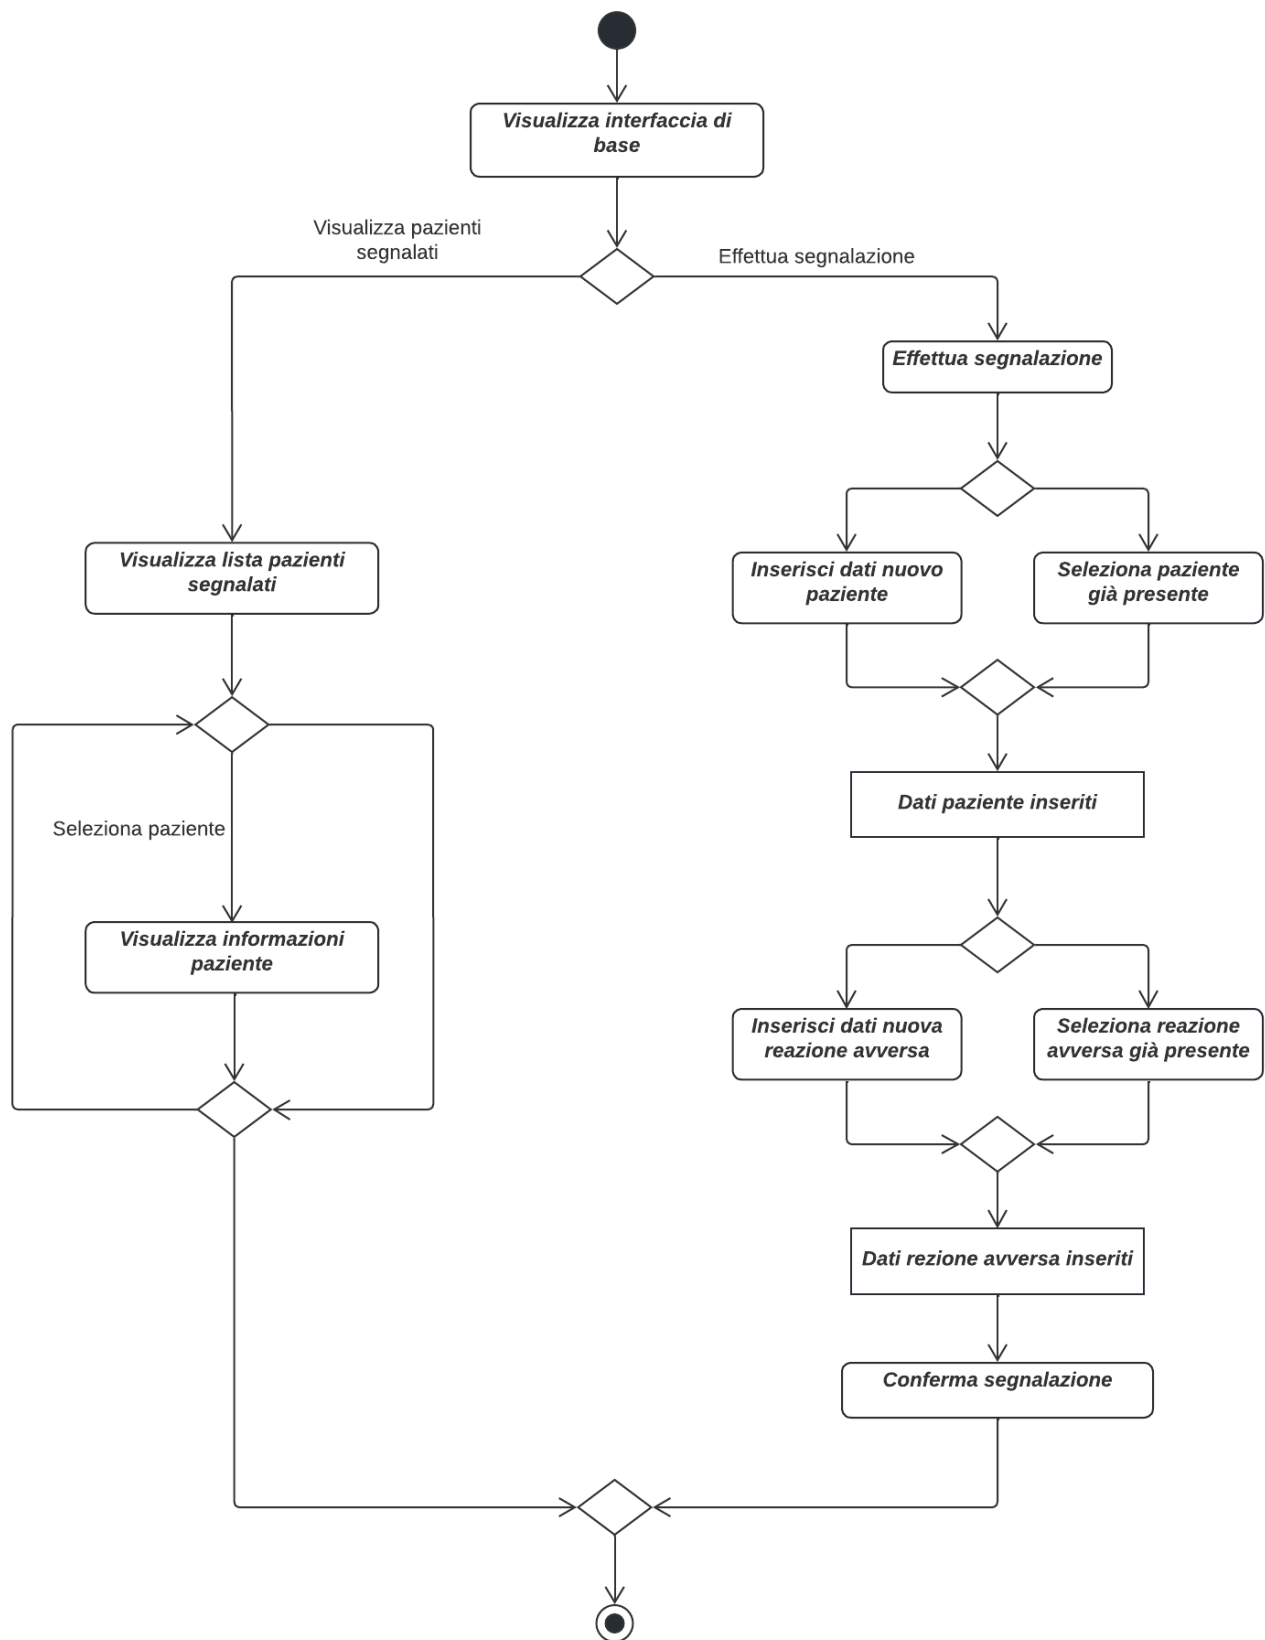 Visualizza interfaccia di
base
Visualizza pazienti
segnalati
Effettua segnalazione
Effettua segnalazione
Visualizza lista pazienti
segnalati
Inserisci dati nuovo
paziente
Seleziona paziente
già presente
Seleziona paziente
Dati paziente inseriti
Visualizza informazioni
paziente
Inserisci dati nuova
reazione avversa
Seleziona reazione
avversa già presente
Dati rezione avversa inseriti
Conferma segnalazione